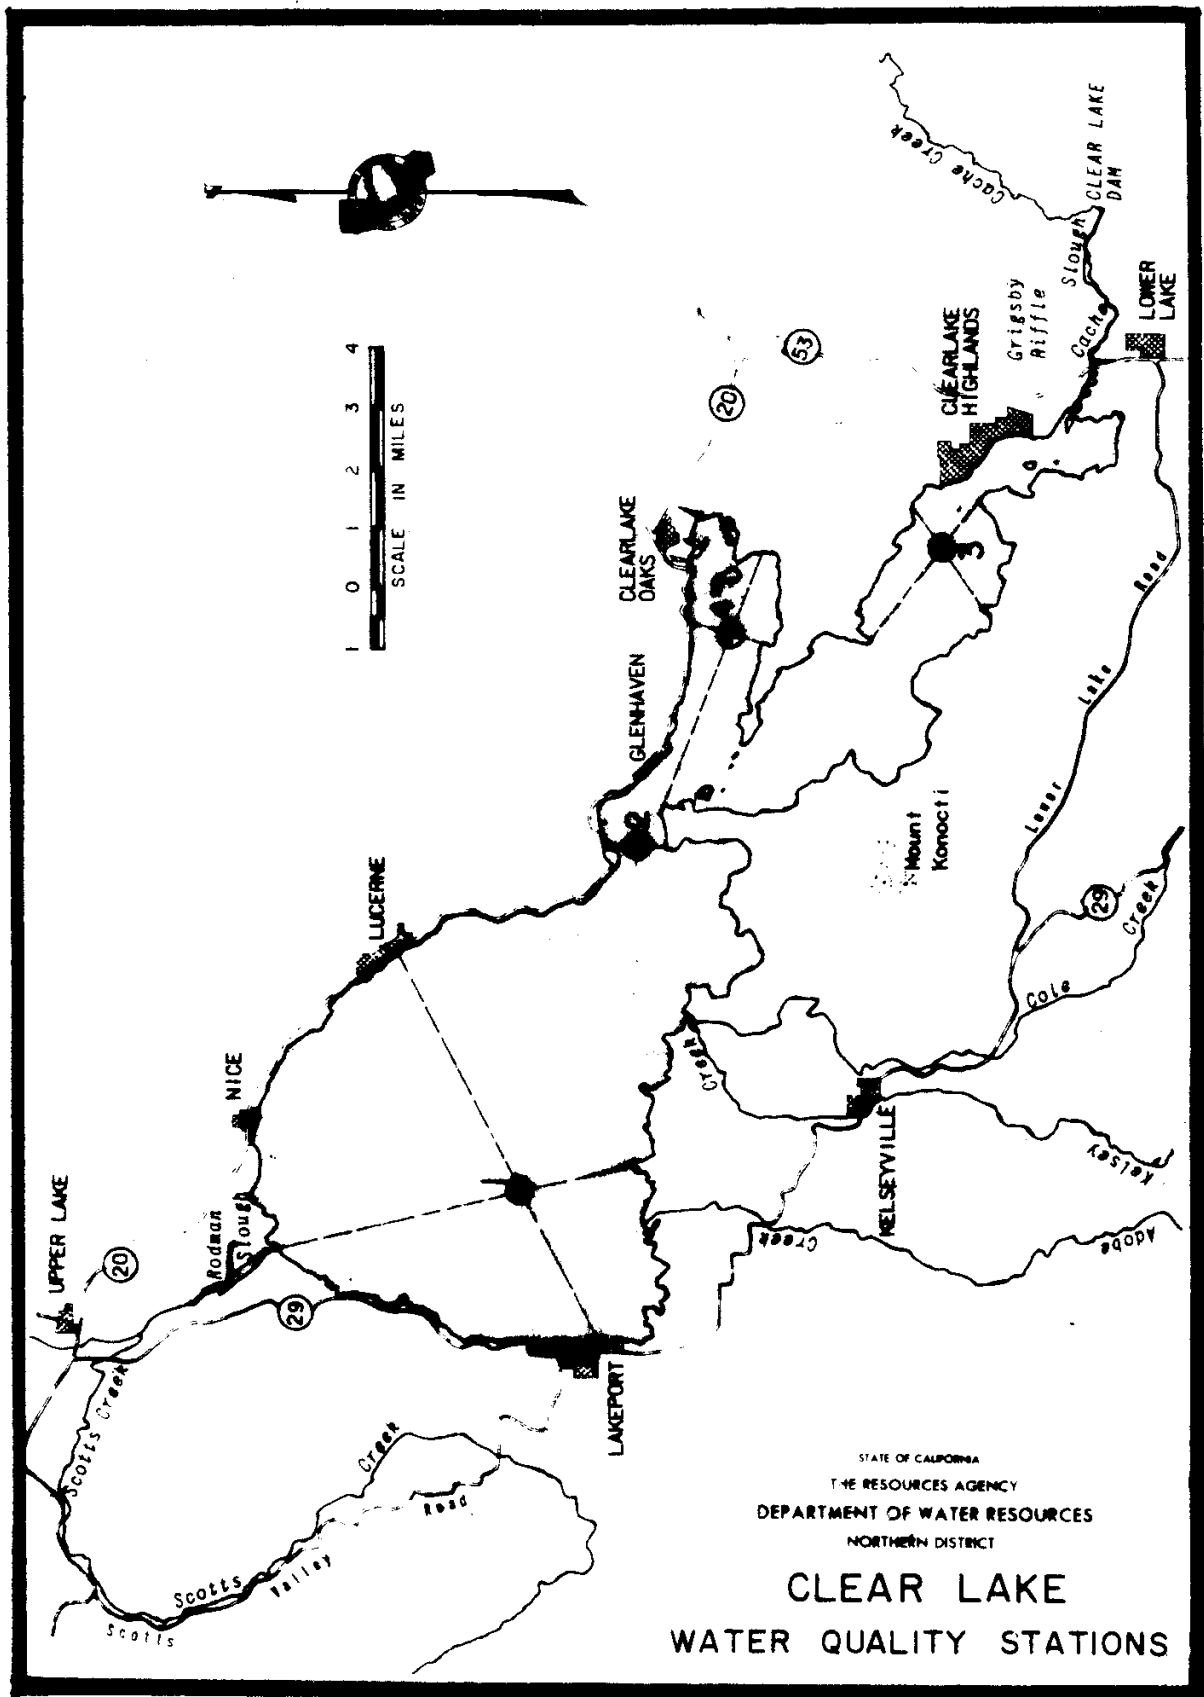 Cache Creek
CLEAR LAKE
DAM
Cache Slough
LOWER
LAKE
Grigsby
Riffle
CLEARLAKE
HIGHLANDS
53
20
1 0 1 2 3 4
SCALE IN MILES
CLEARLAKE
OAKS
3
GLENHAVEN
2
Lower Lake Road
Mount
Konocti
LUCERNE
29
Cole Creek
NICE
Creek
KELSEYVILLE
Kelsey
Adobe
Creek
1
UPPER LAKE
20
Rodman
Slough
29
LAKEPORT
Scotts Creek
Creek
Road
Scotts
Valley
Scotts
STATE OF CALIFORNIA
THE RESOURCES AGENCY
DEPARTMENT OF WATER RESOURCES
NORTHERN DISTRICT
CLEAR LAKE
WATER QUALITY STATIONS